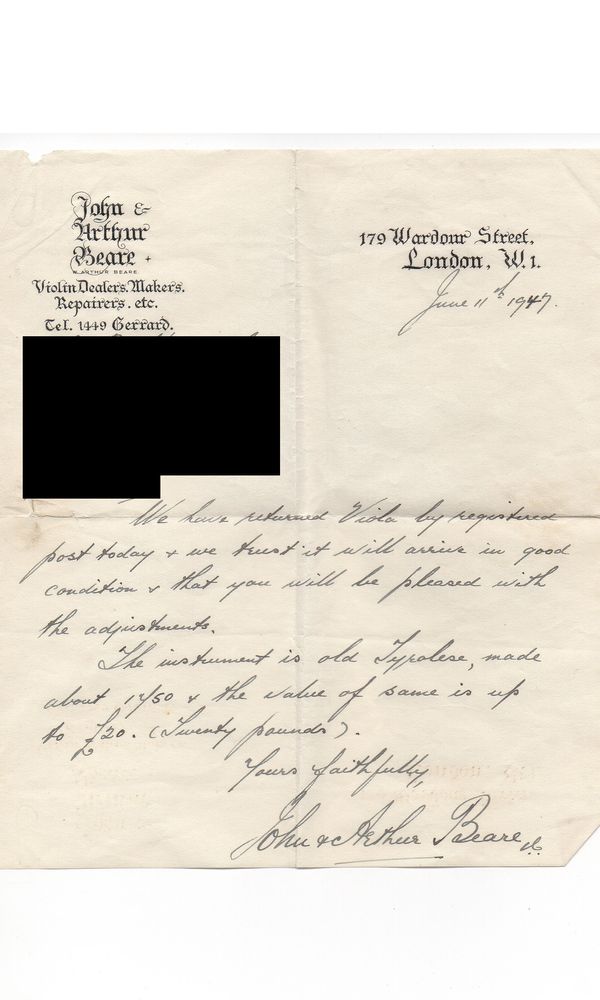 John &
Arthur
Beare
W. ARTHUR BEARE
Violin Dealers, Makers.
Repairers. etc.
Tel. 1449 Gerrard.
179 Wardour Street,
London, W.1.
June 11th 1947.
We have returned Viola by registered
post today & we trust it will arrive in good
condition & that you will be pleased with
the adjustments.
The instrument is old Tyrolese, made
about 1750 & the value of same is up
to £20. (Twenty pounds).
Yours faithfully,
John & Arthur Beare